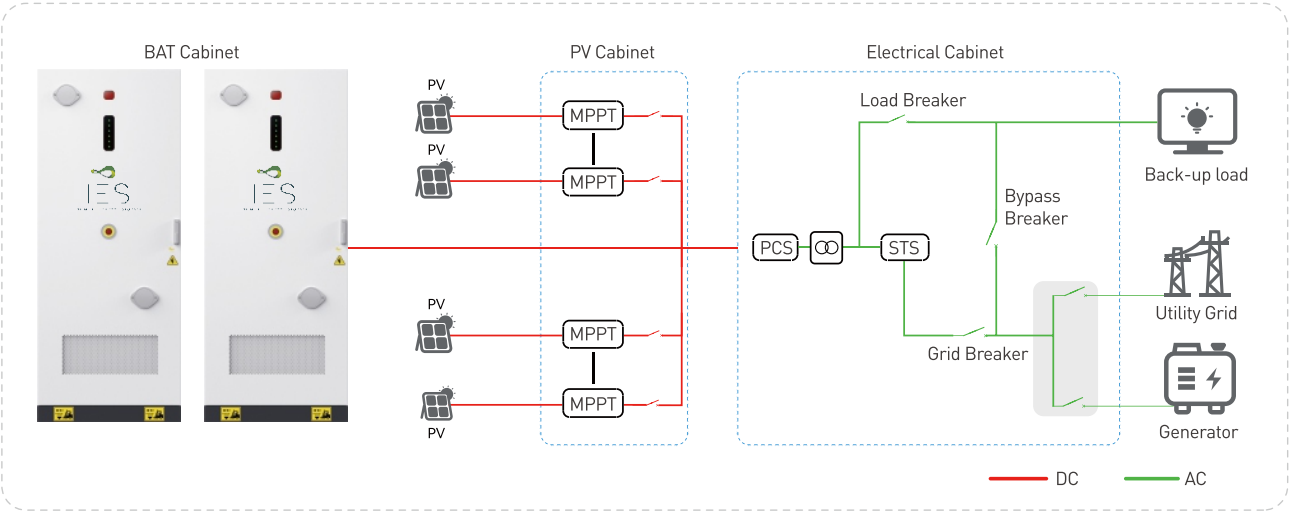 BAT Cabinet
PV Cabinet
Electrical Cabinet
PV
MPPT
Load Breaker
PV
MPPT
Back-up load
IES
IES
Bypass
Breaker
PCS
STS
PV
MPPT
Utility Grid
Grid Breaker
MPPT
PV
Generator
DC
AC